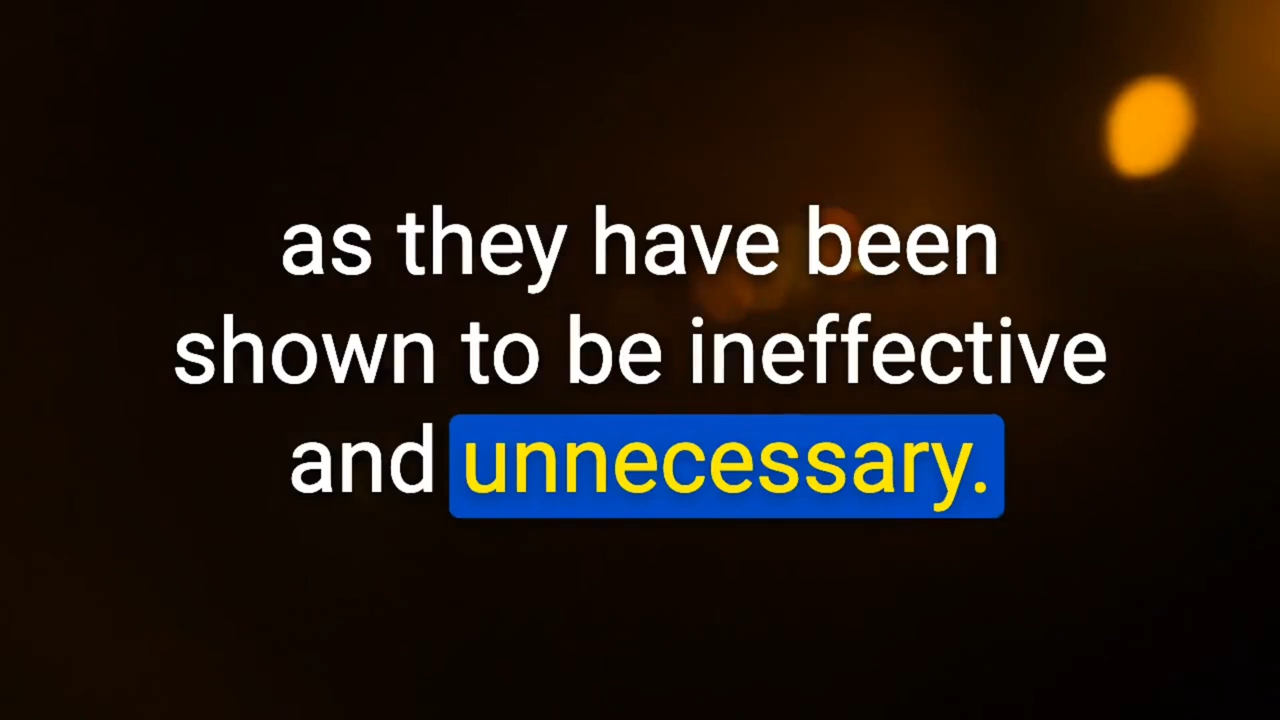 as they have been
shown to be ineffective
and unnecessary.